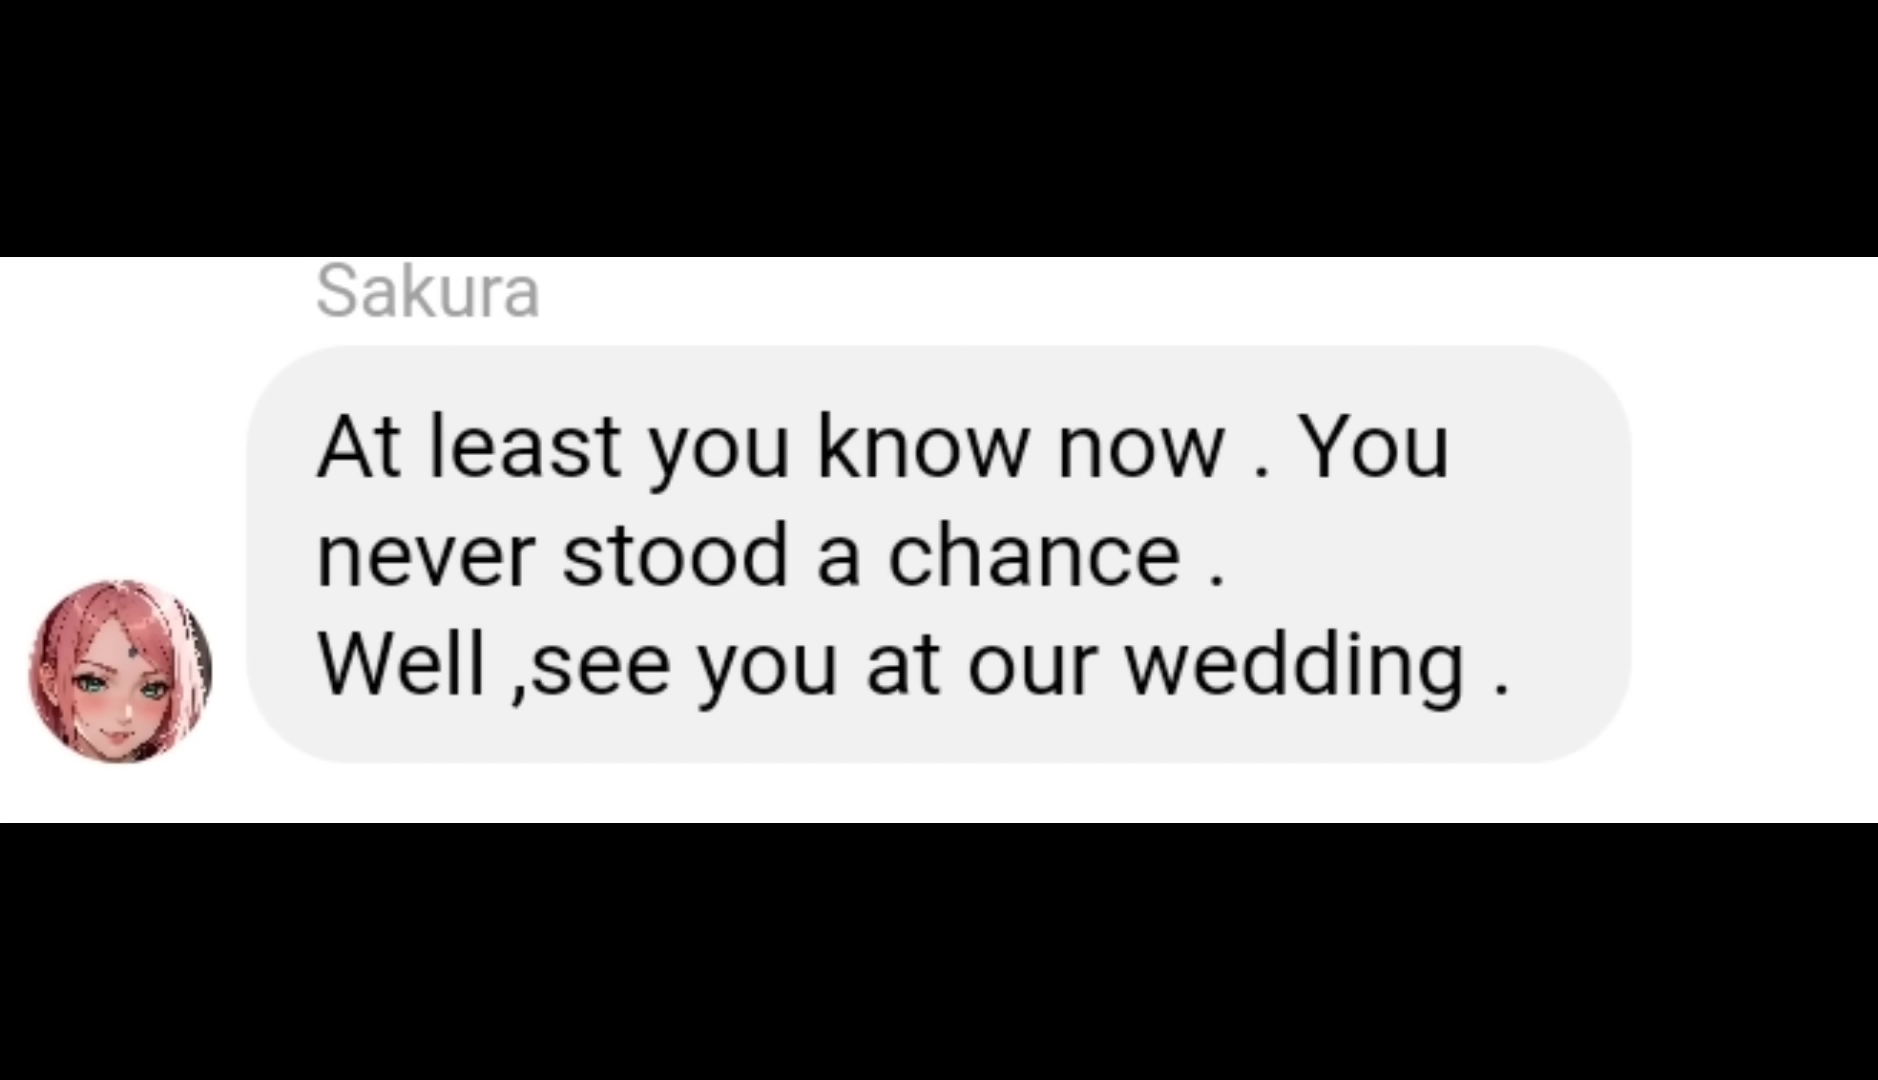 Sakura
At least you know now . You
never stood a chance .
Well ,see you at our wedding .